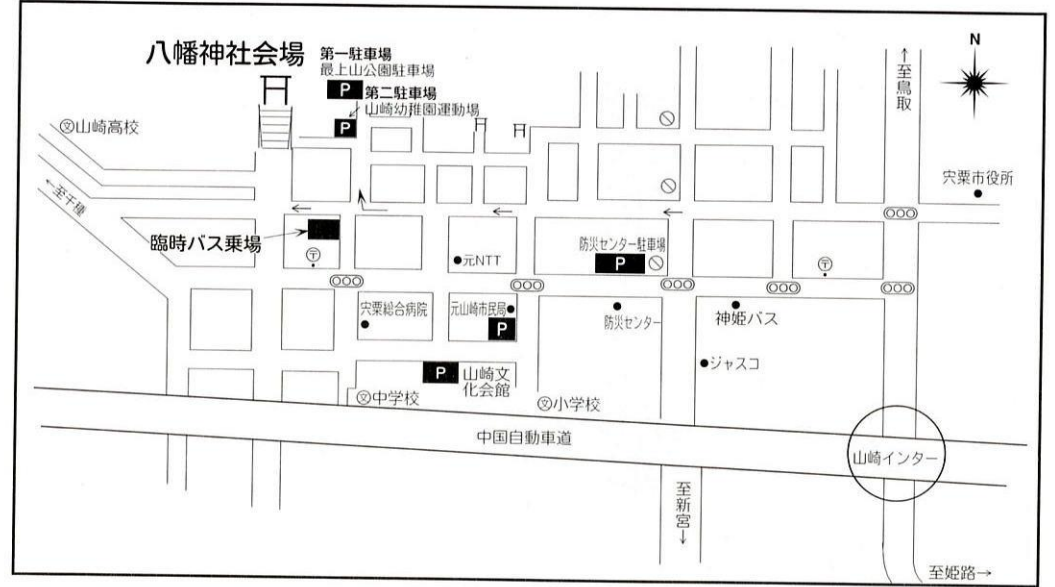 八幡神社会場
第一駐車場
最上山公園駐車場
P
第二駐車場
山崎幼稚園運動場
P
N
←至鳥取
文山崎高校
宍粟市役所
←至千種
臨時バス乗場
〒
元NTT
防災センター駐車場
P
〒
宍粟総合病院
元山崎市民局
P
防災センター
神姫バス
ジャスコ
P
山崎文
化会館
文中学校
文小学校
中国自動車道
山崎インター
至新宮→
至姫路→